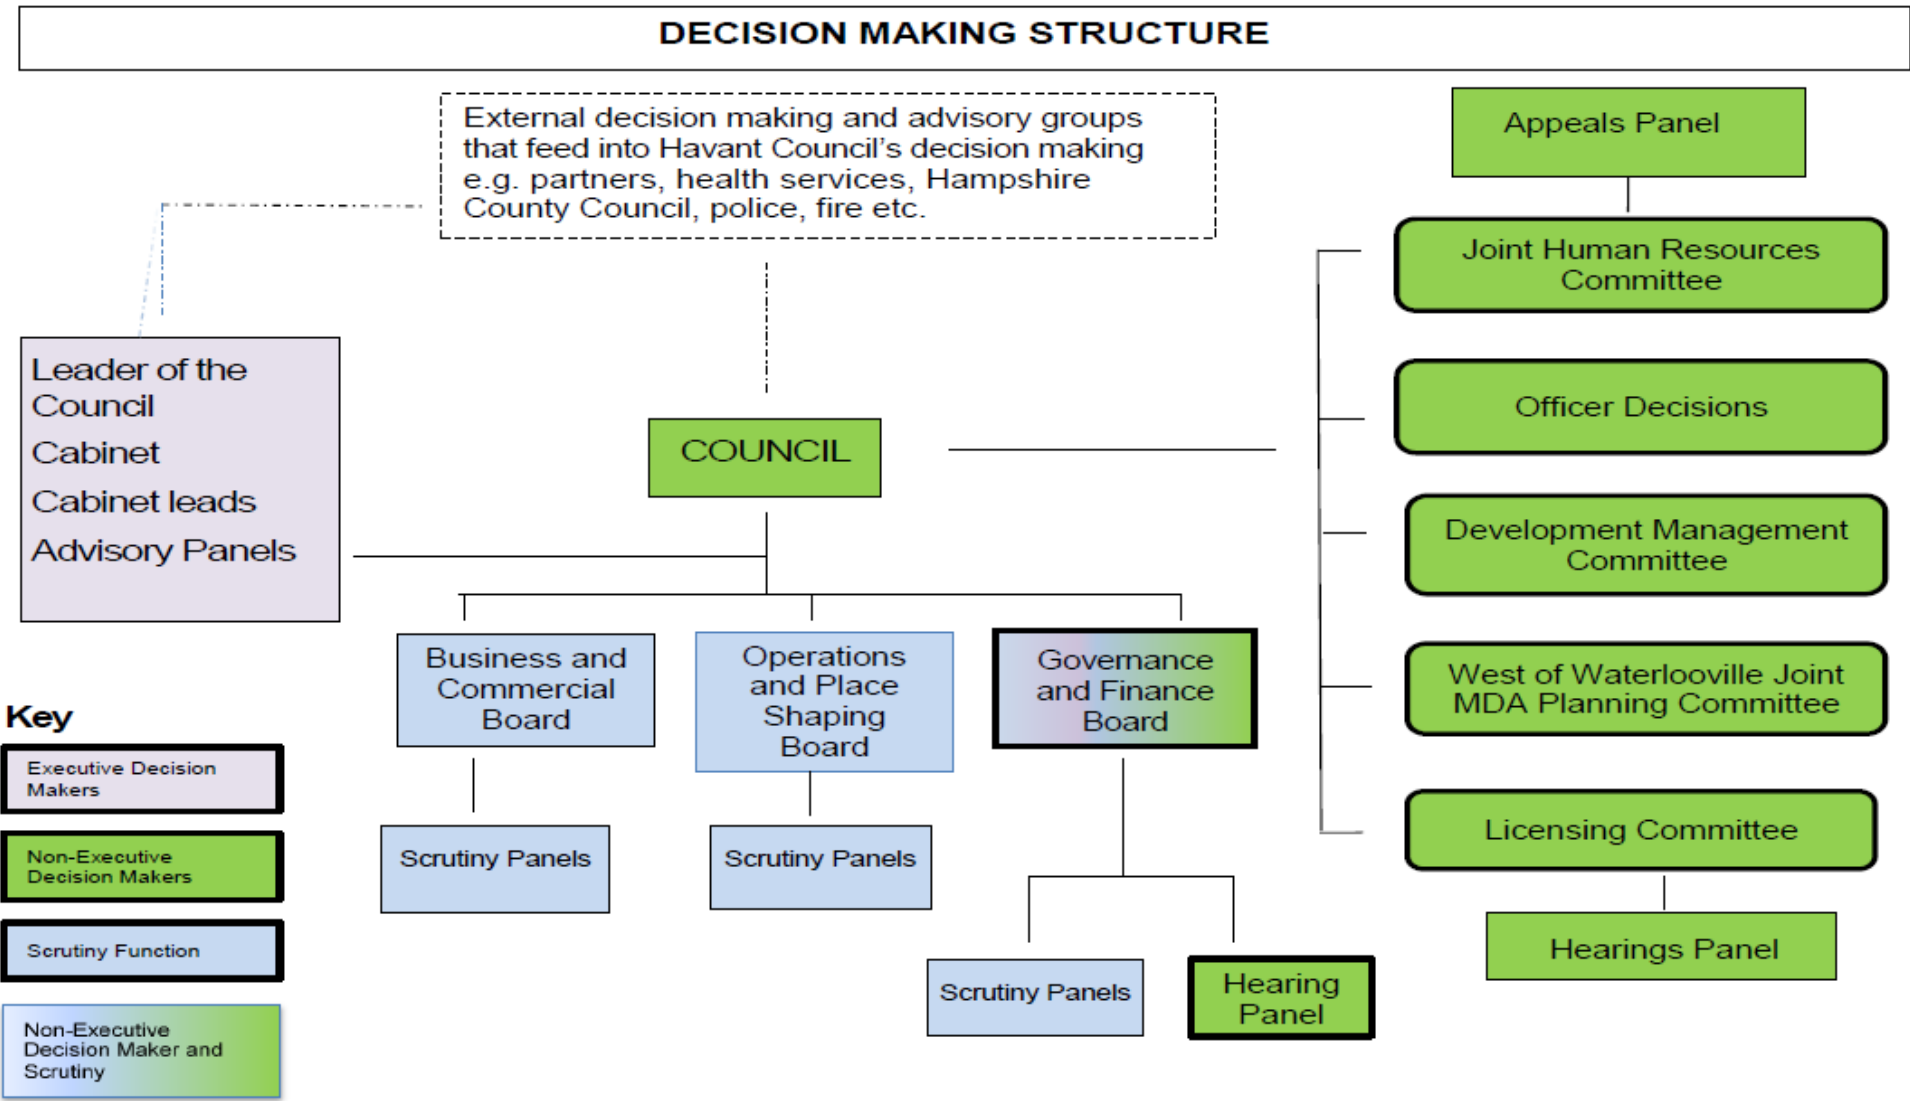 DECISION MAKING STRUCTURE
External decision making and advisory groups
that feed into Havant Council’s decision making
e.g. partners, health services, Hampshire
County Council, police, fire etc.
Appeals Panel
Joint Human Resources
Committee
Leader of the
Council
Cabinet
Cabinet leads
Advisory Panels
COUNCIL
Officer Decisions
Development Management
Committee
Business and
Commercial
Board
Operations
and Place
Shaping
Board
Governance
and Finance
Board
West of Waterlooville Joint
MDA Planning Committee
Key
Executive Decision
Makers
Non-Executive
Decision Makers
Scrutiny Function
Non-Executive
Decision Maker and
Scrutiny
Scrutiny Panels
Scrutiny Panels
Licensing Committee
Scrutiny Panels
Hearing
Panel
Hearings Panel